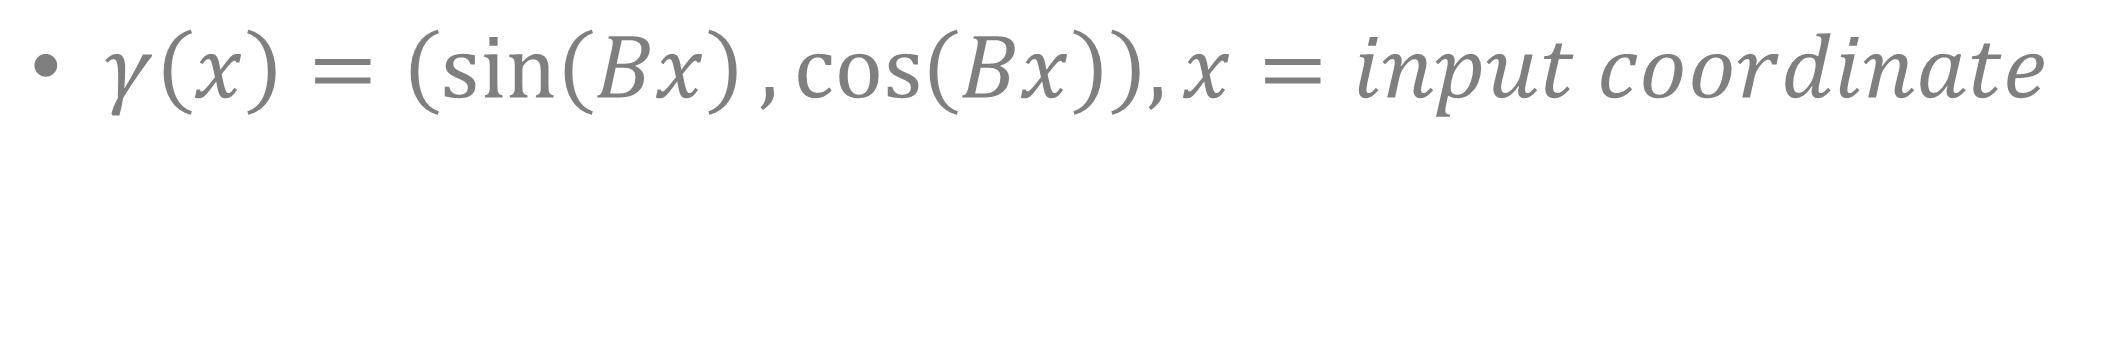 • γ(x) = (sin(Bx) , cos(Bx)), x = input coordinate